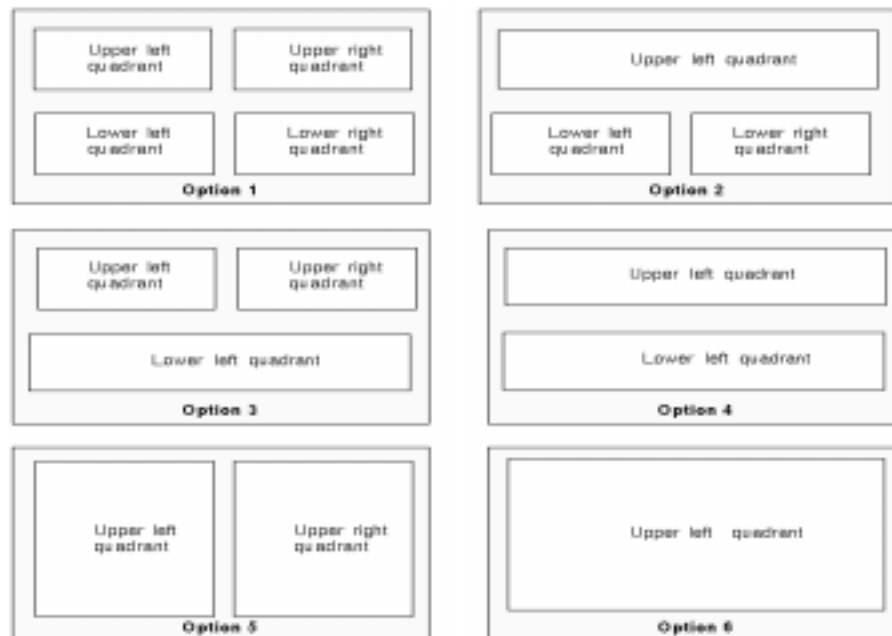 Upper left
quadrant
Upper right
quadrant
Lower left
quadrant
Lower right
quadrant
Option 1
Upper left quadrant
Lower left
quadrant
Lower right
quadrant
Option 2
Upper left
quadrant
Upper right
quadrant
Lower left quadrant
Option 3
Upper left quadrant
Lower left quadrant
Option 4
Upper left
quadrant
Upper right
quadrant
Option 5
Upper left quadrant
Option 6